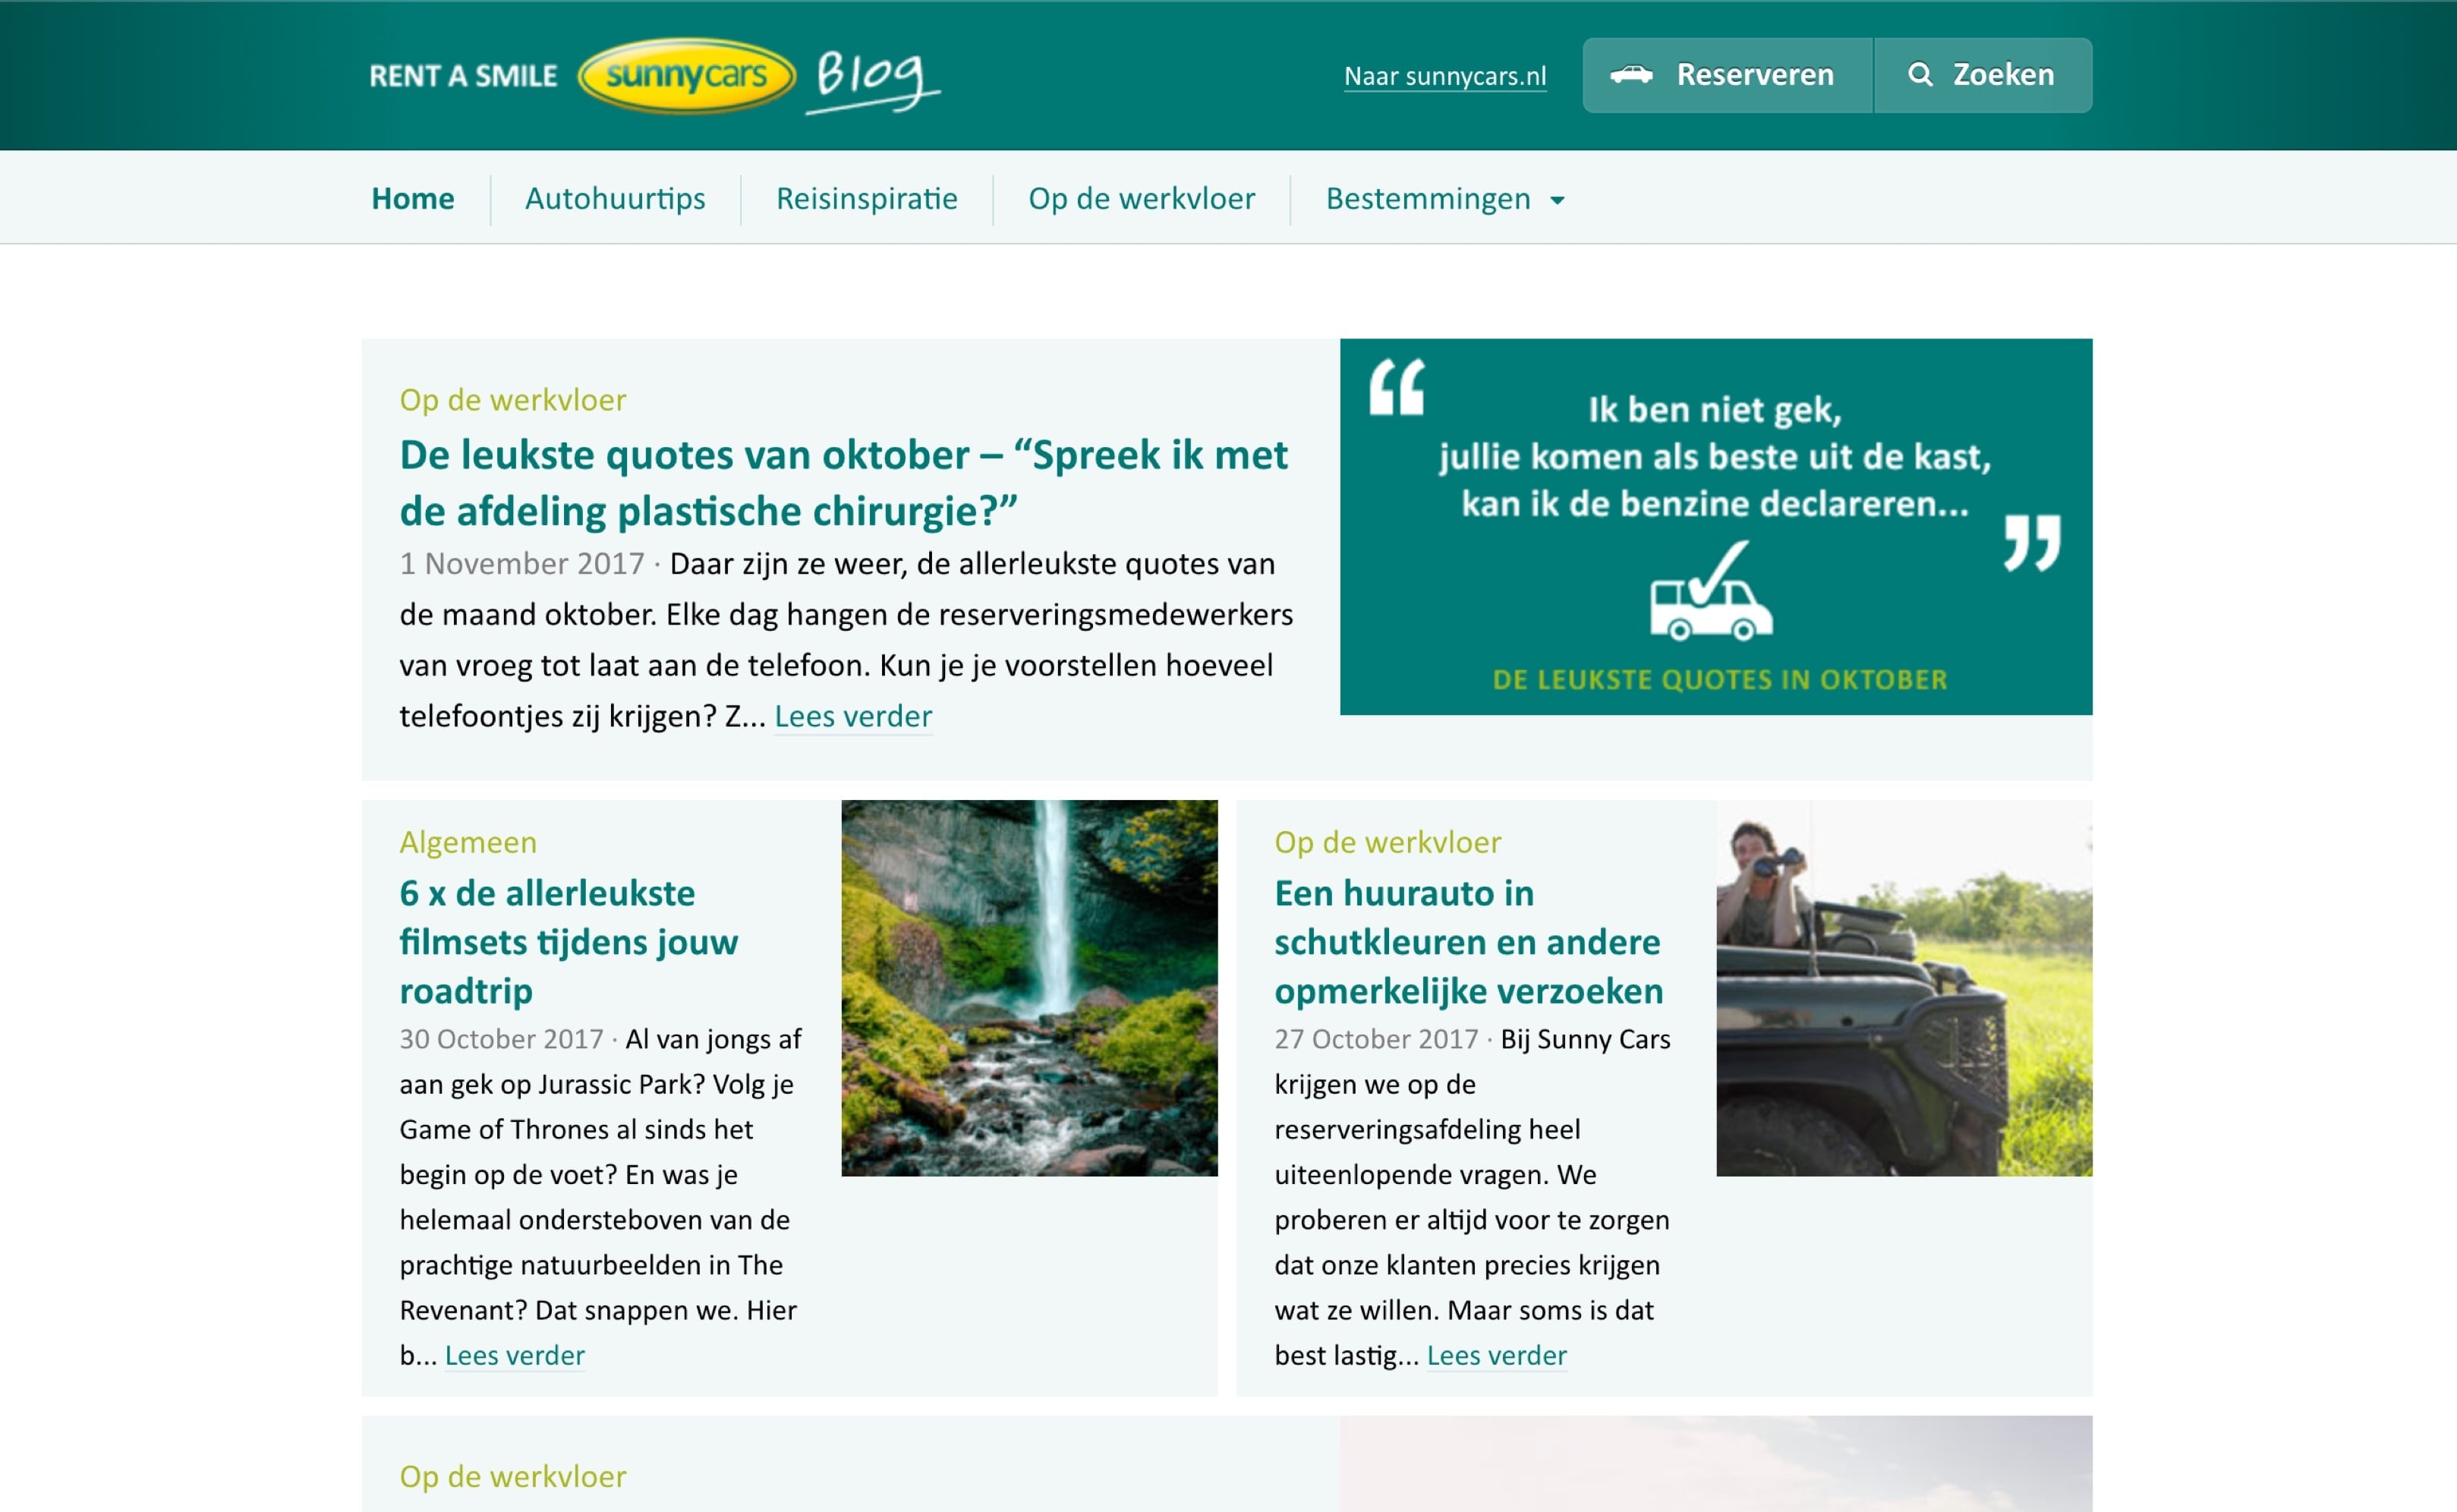 RENT A SMILE sunnycars Blog
Naar sunnycars.nl
Reserveren
Zoeken
Home
Autohuurtips
Reisinspiratie
Op de werkvloer
Bestemmingen
Op de werkvloer
De leukste quotes van oktober – “Spreek ik met
de afdeling plastische chirurgie?”
1 November 2017 · Daar zijn ze weer, de allerleukste quotes van
de maand oktober. Elke dag hangen de reserveringsmedewerkers
van vroeg tot laat aan de telefoon. Kun je je voorstellen hoeveel
telefoontjes zij krijgen? Z... Lees verder
“
Ik ben niet gek,
jullie komen als beste uit de kast,
kan ik de benzine declareren...
”
DE LEUKSTE QUOTES IN OKTOBER
Algemeen
6 x de allerleukste
filmsets tijdens jouw
roadtrip
30 October 2017 · Al van jongs af
aan gek op Jurassic Park? Volg je
Game of Thrones al sinds het
begin op de voet? En was je
helemaal ondersteboven van de
prachtige natuurbeelden in The
Revenant? Dat snappen we. Hier
b... Lees verder
Op de werkvloer
Een huurauto in
schutkleuren en andere
opmerkelijke verzoeken
27 October 2017 · Bij Sunny Cars
krijgen we op de
reserveringsafdeling heel
uiteenlopende vragen. We
proberen er altijd voor te zorgen
dat onze klanten precies krijgen
wat ze willen. Maar soms is dat
best lastig... Lees verder
Op de werkvloer